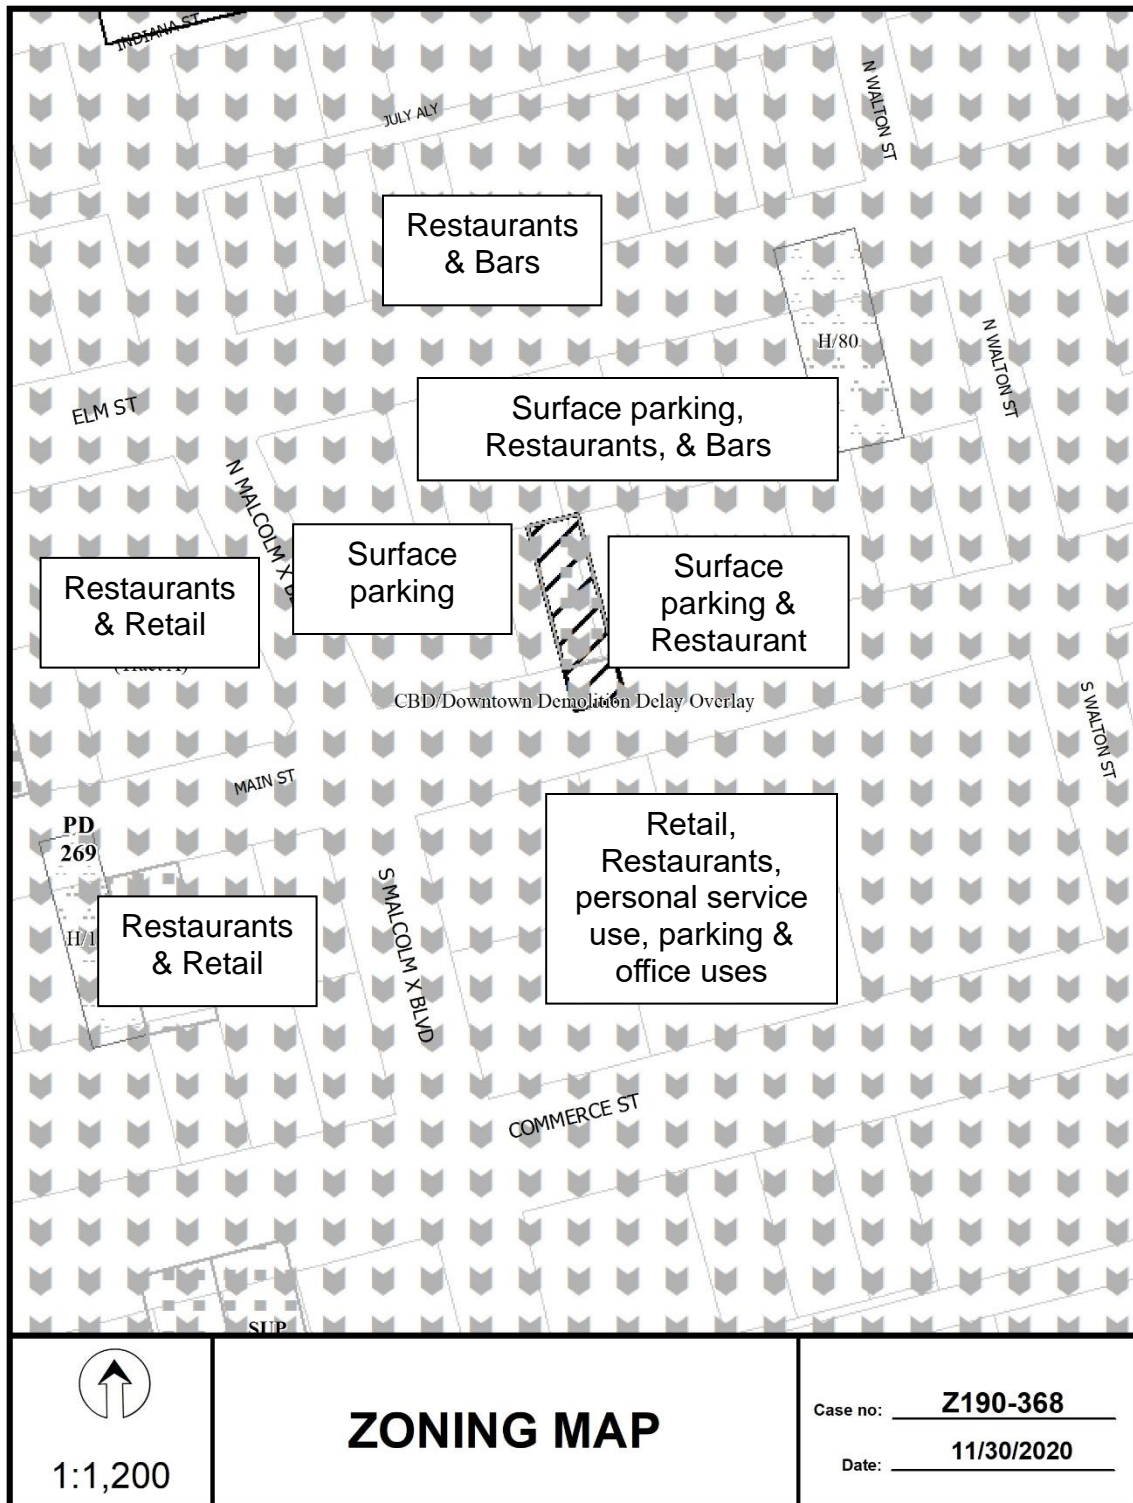 INDIANA ST
JULY ALY
N WALTON ST
Restaurants
& Bars
H/80
N WALTON ST
ELM ST
Surface parking,
Restaurants, & Bars
N MALCOLM X
Surface
parking
Restaurants
& Retail
Surface
parking &
Restaurant
CBD/Downtown Demolition Delay Overlay
S WALTON ST
MAIN ST
PD
269
Retail,
Restaurants,
personal service
use, parking &
office uses
S MALCOLM X BLVD
Restaurants
& Retail
H/1
COMMERCE ST
SUP
1:1,200
ZONING MAP
Case no: Z190-368
Date: 11/30/2020